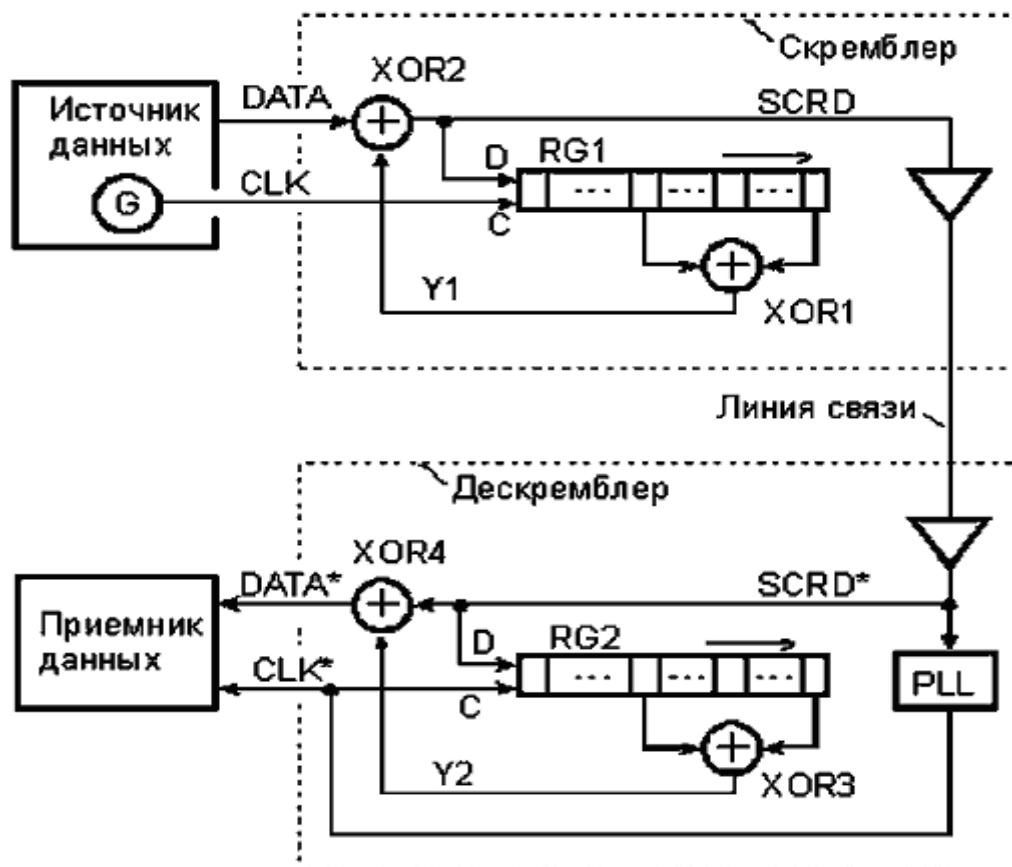 Скремблер
XOR2
Источник
данных
DATA
SCRD
D
RG1
G
CLK
C
Y1
XOR1
Линия связи
Дескремблер
XOR4
DATA*
SCRD*
Приемник
данных
D
RG2
CLK*
C
PLL
Y2
XOR3